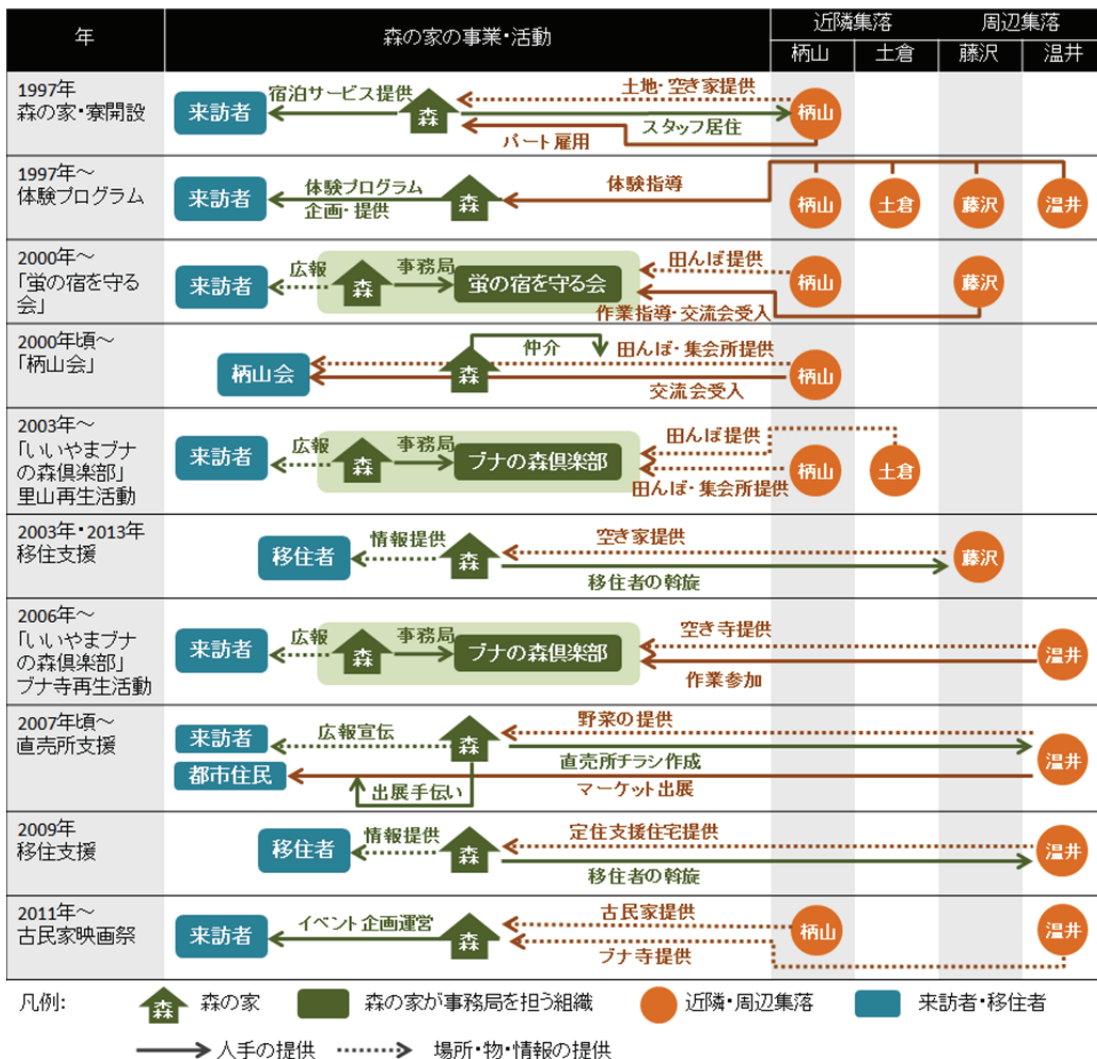 年
森の家の事業・活動
近隣集落
周辺集落
柄山
土倉
藤沢
温井
1997年
森の家・寮開設
来訪者
宿泊サービス提供
森
土地・空き家提供
スタッフ居住
パート雇用
柄山
1997年～
体験プログラム
来訪者
体験プログラム
企画・提供
森
体験指導
柄山
土倉
藤沢
温井
2000年～
「蛍の宿を守る
会」
来訪者
広報
森
事務局
蛍の宿を守る会
田んぼ提供
作業指導・交流会受入
柄山
藤沢
2000年頃～
「柄山会」
柄山会
森
仲介
田んぼ・集会所提供
交流会受入
柄山
2003年～
「いいやまブナ
の森倶楽部」
里山再生活動
来訪者
広報
森
事務局
ブナの森倶楽部
田んぼ提供
田んぼ・集会所提供
柄山
土倉
2003年・2013年
移住支援
移住者
情報提供
森
空き家提供
移住者の斡旋
藤沢
2006年～
「いいやまブナ
の森倶楽部」
ブナ寺再生活動
来訪者
広報
森
事務局
ブナの森倶楽部
空き寺提供
作業参加
温井
2007年頃～
直売所支援
来訪者
都市住民
広報宣伝
森
出展手伝い
野菜の提供
直売所チラシ作成
マーケット出展
温井
2009年
移住支援
移住者
情報提供
森
定住支援住宅提供
移住者の斡旋
温井
2011年～
古民家映画祭
来訪者
イベント企画運営
森
古民家提供
ブナ寺提供
柄山
温井
凡例:
森
森の家
森の家が事務局を担う組織
近隣・周辺集落
来訪者・移住者
人手の提供
場所・物・情報の提供